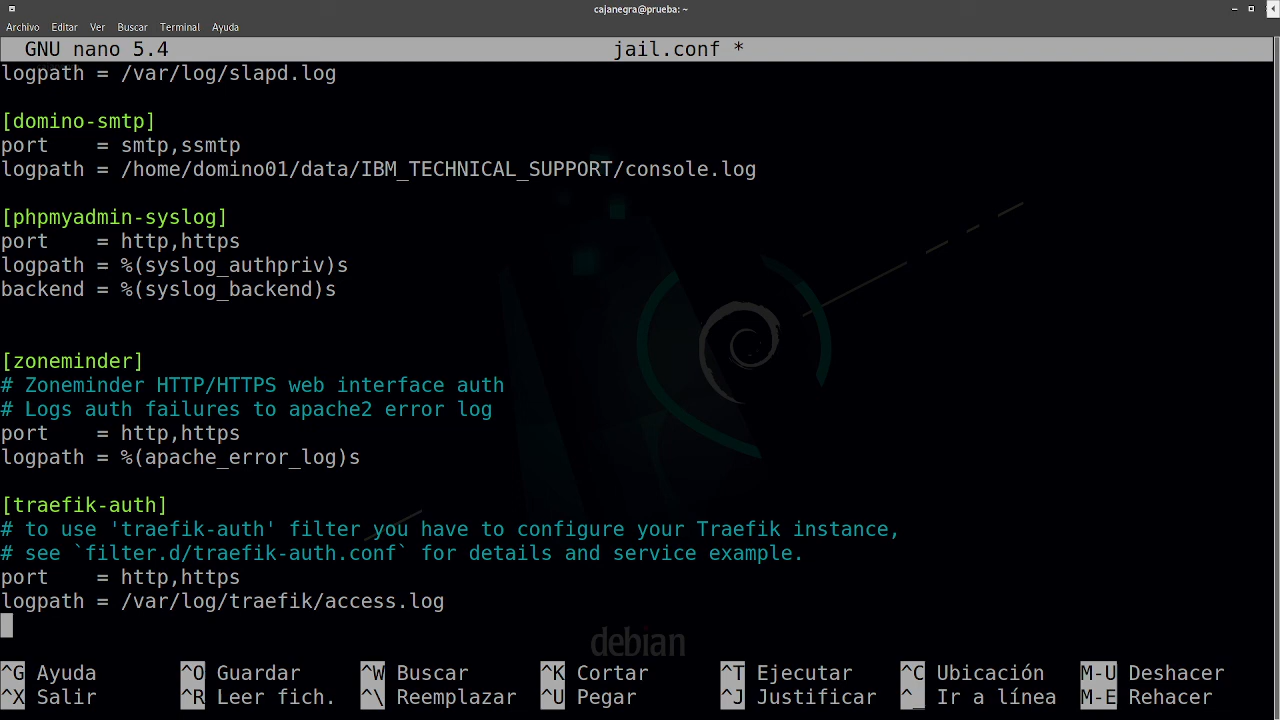 cajanegra@prueba: ~
Archivo Editar Ver Buscar Terminal Ayuda
GNU nano 5.4 jail.conf *
logpath = /var/log/slapd.log
[domino-smtp]
port    = smtp,ssmtp
logpath = /home/domino01/data/IBM_TECHNICAL_SUPPORT/console.log
[phpmyadmin-syslog]
port    = http,https
logpath = %(syslog_authpriv)s
backend = %(syslog_backend)s
[zoneminder]
# Zoneminder HTTP/HTTPS web interface auth
# Logs auth failures to apache2 error log
port    = http,https
logpath = %(apache_error_log)s
[traefik-auth]
# to use 'traefik-auth' filter you have to configure your Traefik instance,
# see `filter.d/traefik-auth.conf` for details and service example.
port    = http,https
logpath = /var/log/traefik/access.log
debian
^G Ayuda ^O Guardar ^W Buscar ^K Cortar ^T Ejecutar ^C Ubicación M-U Deshacer
^X Salir ^R Leer fich. ^\ Reemplazar ^U Pegar ^J Justificar ^_ Ir a línea M-E Rehacer